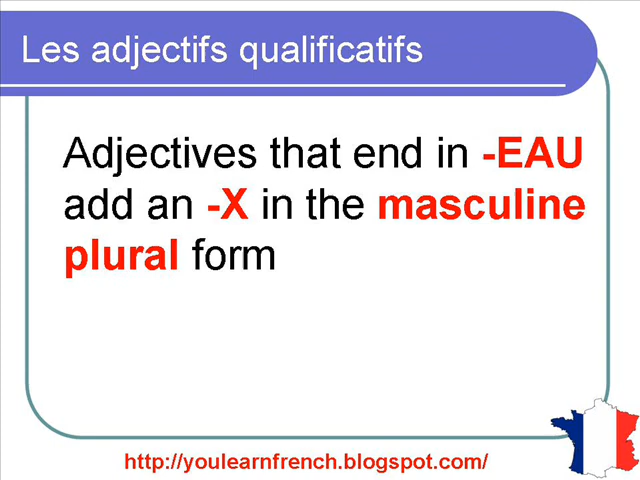 Les adjectifs qualificatifs
Adjectives that end in -EAU
add an -X in the masculine
plural form
http://youlearnfrench.blogspot.com/